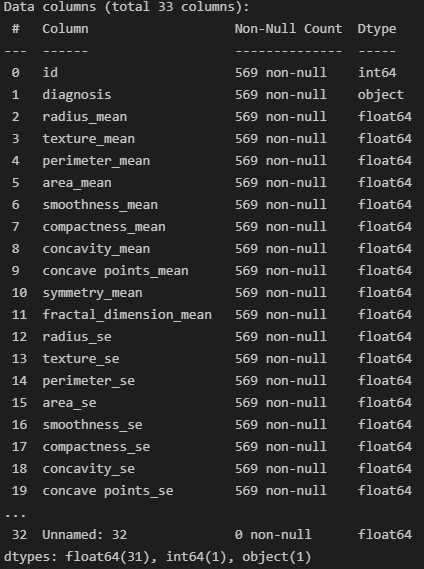 Data columns (total 33 columns):
 #   Column                  Non-Null Count  Dtype
---  ------                  --------------  -----
 0   id                      569 non-null    int64
 1   diagnosis               569 non-null    object
 2   radius_mean             569 non-null    float64
 3   texture_mean            569 non-null    float64
 4   perimeter_mean          569 non-null    float64
 5   area_mean               569 non-null    float64
 6   smoothness_mean         569 non-null    float64
 7   compactness_mean        569 non-null    float64
 8   concavity_mean          569 non-null    float64
 9   concave points_mean     569 non-null    float64
 10  symmetry_mean           569 non-null    float64
 11  fractal_dimension_mean  569 non-null    float64
 12  radius_se               569 non-null    float64
 13  texture_se              569 non-null    float64
 14  perimeter_se            569 non-null    float64
 15  area_se                 569 non-null    float64
 16  smoothness_se           569 non-null    float64
 17  compactness_se          569 non-null    float64
 18  concavity_se            569 non-null    float64
 19  concave points_se       569 non-null    float64
...
 32  Unnamed: 32             0 non-null      float64
dtypes: float64(31), int64(1), object(1)